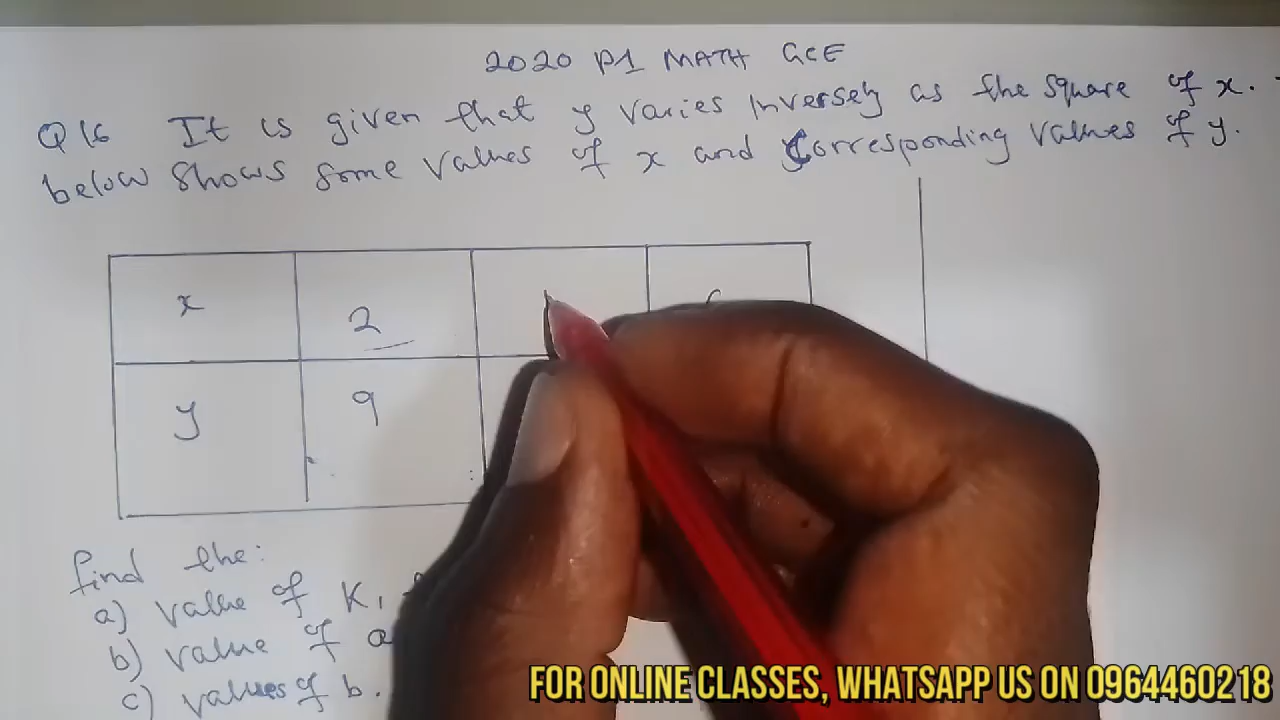 2020 P1 MATH GCE
Q16 It is given that y varies inversely as the square of x.
below shows some values of x and corresponding values of y.
x 2
y 9
find the:
a) value of K,
b) value of a
c) values of b.
FOR ONLINE CLASSES, WHATSAPP US ON 0964460218